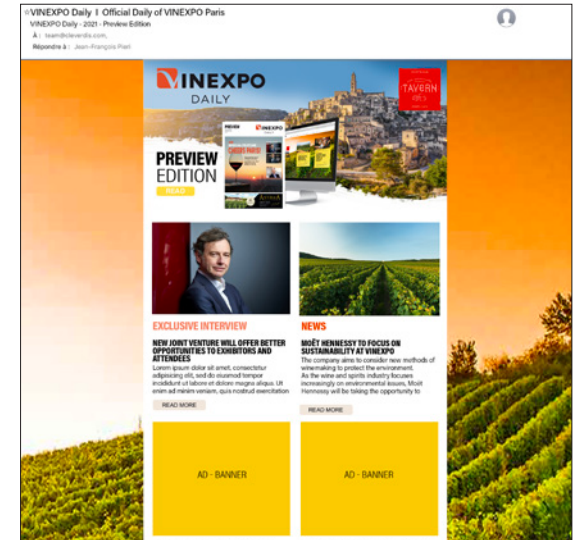 ☆VINEXPO Daily I Official Daily of VINEXPO Paris
VINEXPO Daily - 2021 - Preview Edition
À : team@cleverdis.com,
Répondre à : Jean-François Pieri
VINEXPO
DAILY
TAVERN
PREVIEW
EDITION
READ
PREVIEW
VINEXPO
DAILY
EXCLUSIVE INTERVIEW
NEW JOINT VENTURE WILL OFFER BETTER
OPPORTUNITIES TO EXHIBITORS AND
ATTENDEES
Lorem ipsum dolor sit amet, consectetur
adipisicing elit, sed do eiusmod tempor
incididunt ut labore et dolore magna aliqua. Ut
enim ad minim veniam, quis nostrud exercitation
READ MORE
NEWS
MOËT HENNESSY TO FOCUS ON
SUSTAINABILITY AT VINEXPO
The company aims to consider new methods of
winemaking to protect the environment.
As the wine and spirits industry focuses
increasingly on environmental issues, Moët
Hennessy will be taking the opportunity to
READ MORE
AD - BANNER
AD - BANNER